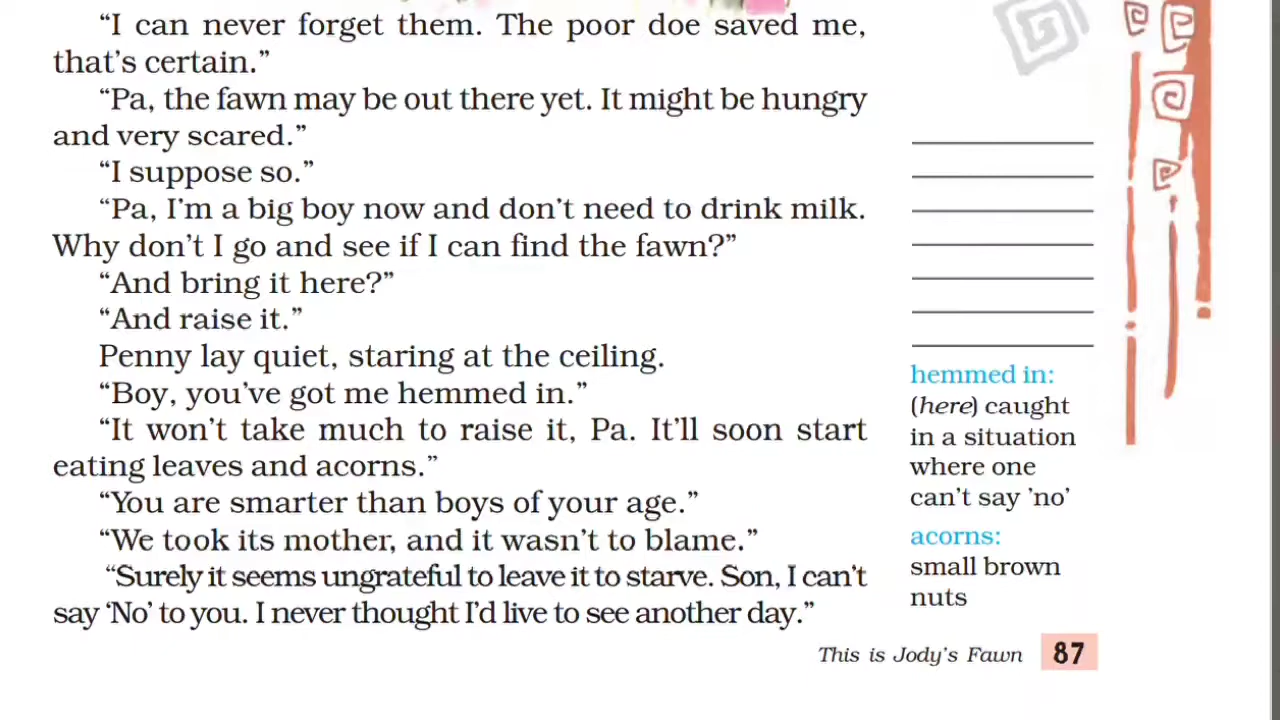 “I can never forget them. The poor doe saved me,
that’s certain.”
“Pa, the fawn may be out there yet. It might be hungry
and very scared.”
“I suppose so.”
“Pa, I’m a big boy now and don’t need to drink milk.
Why don’t I go and see if I can find the fawn?”
“And bring it here?”
“And raise it.”
Penny lay quiet, staring at the ceiling.
“Boy, you’ve got me hemmed in.”
“It won’t take much to raise it, Pa. It’ll soon start
eating leaves and acorns.”
“You are smarter than boys of your age.”
“We took its mother, and it wasn’t to blame.”
“Surely it seems ungrateful to leave it to starve. Son, I can’t
say ‘No’ to you. I never thought I’d live to see another day.”
hemmed in:
(here) caught
in a situation
where one
can’t say ’no’
acorns:
small brown
nuts
This is Jody’s Fawn 87